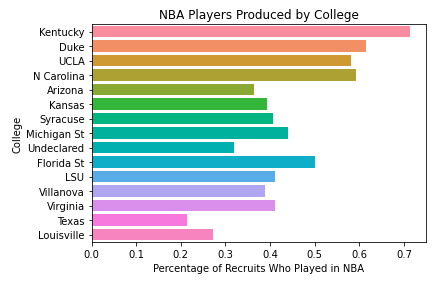 NBA Players Produced by College
College
Kentucky
Duke
UCLA
N Carolina
Arizona
Kansas
Syracuse
Michigan St
Undeclared
Florida St
LSU
Villanova
Virginia
Texas
Louisville
0.0 0.1 0.2 0.3 0.4 0.5 0.6 0.7
Percentage of Recruits Who Played in NBA